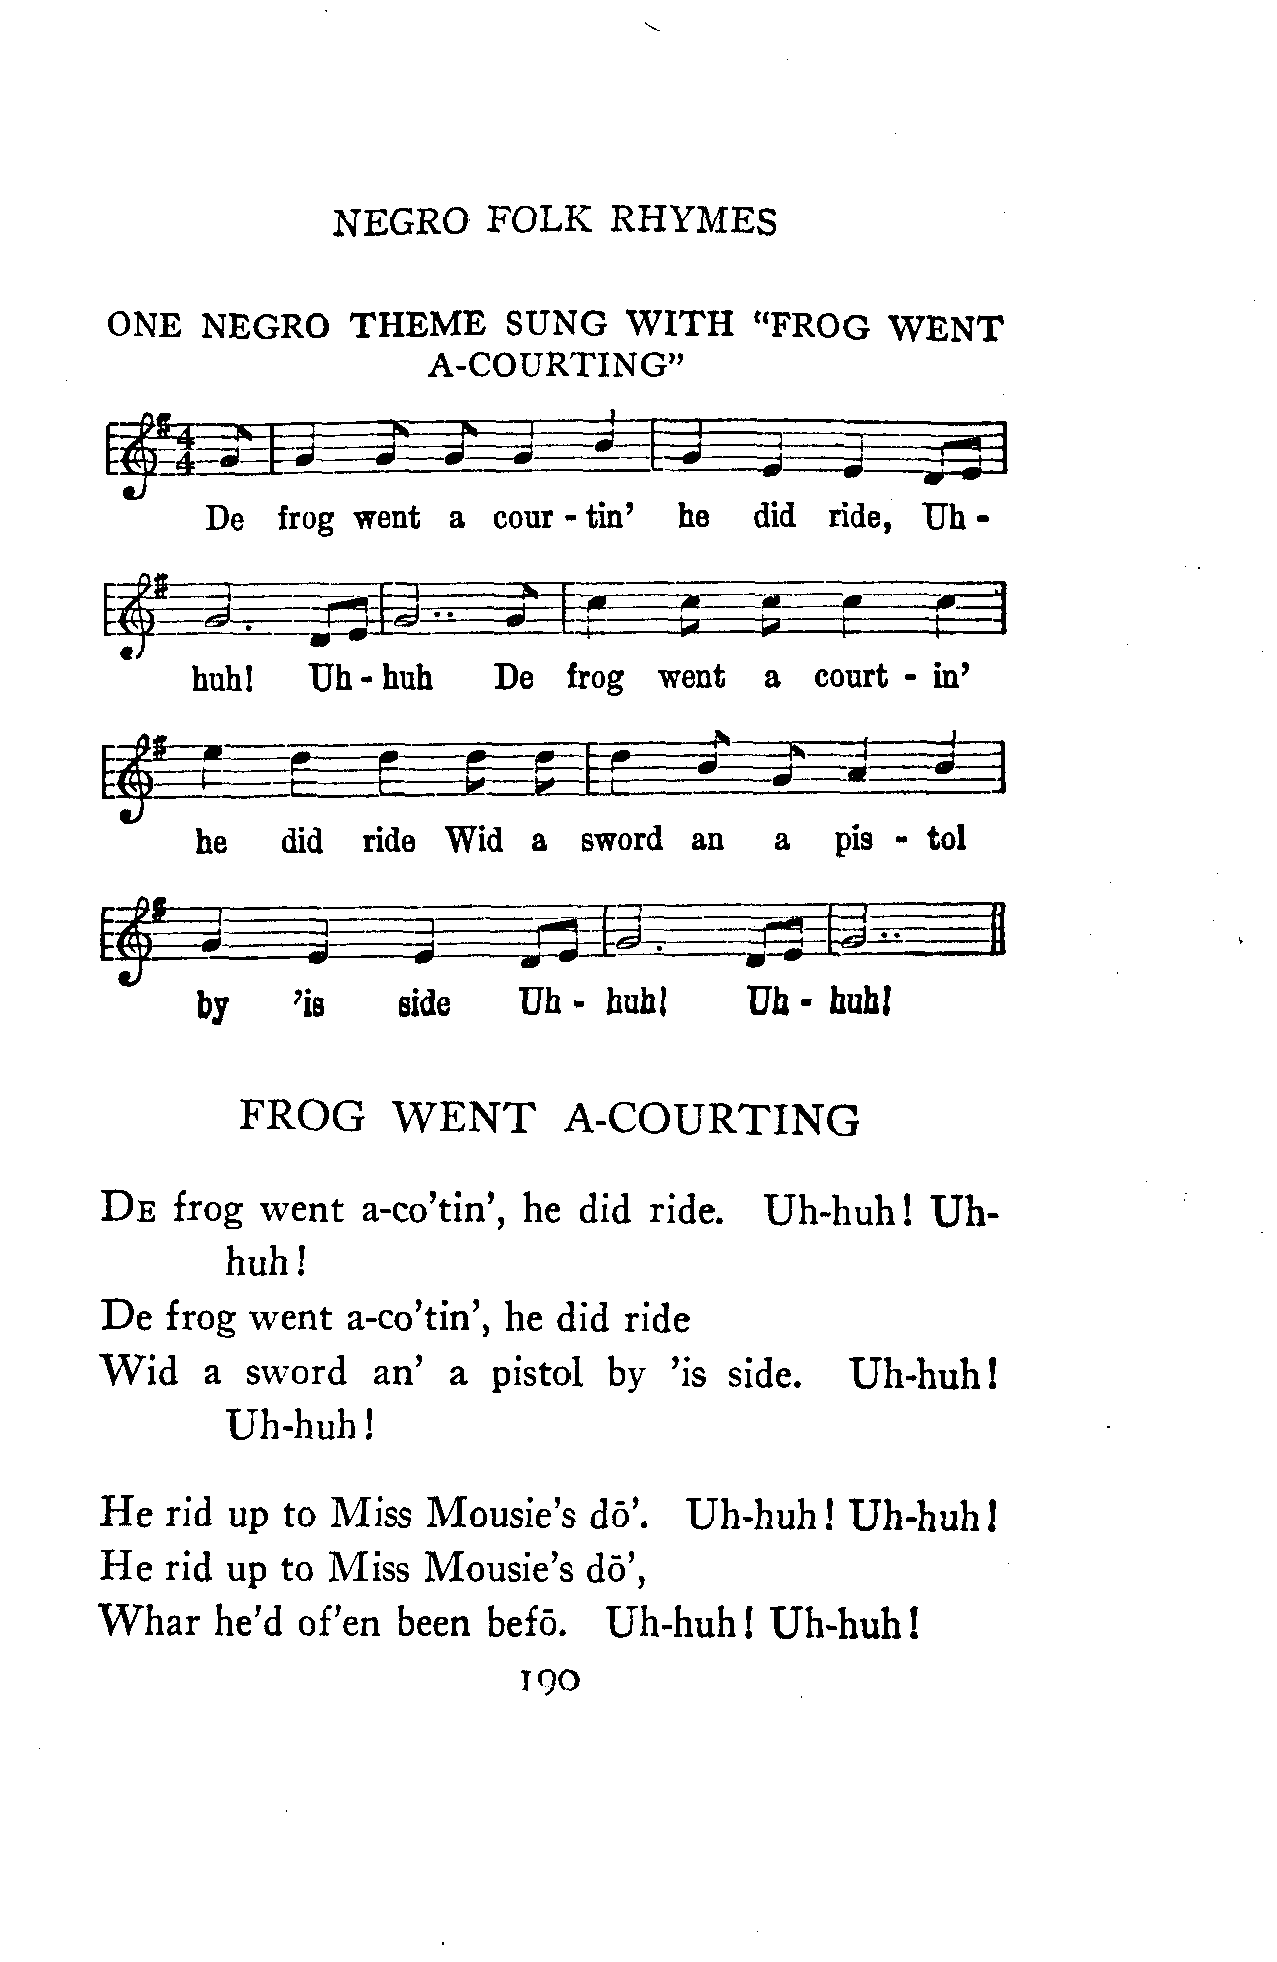 NEGRO FOLK RHYMES
ONE NEGRO THEME SUNG WITH "FROG WENT
A-COURTING"
4
4
De frog went a cour - tin' he did ride, Uh -
huh! Uh - huh De frog went a court - in'
he did ride Wid a sword an a pis - tol
by 'is side Uh - huh! Uh - huh!
FROG WENT A-COURTING
DE frog went a-co'tin', he did ride. Uh-huh! Uh-
huh!
De frog went a-co'tin', he did ride
Wid a sword an' a pistol by 'is side. Uh-huh!
Uh-huh!
He rid up to Miss Mousie's dō'. Uh-huh! Uh-huh!
He rid up to Miss Mousie's dō',
Whar he'd of'en been befō. Uh-huh! Uh-huh!
190